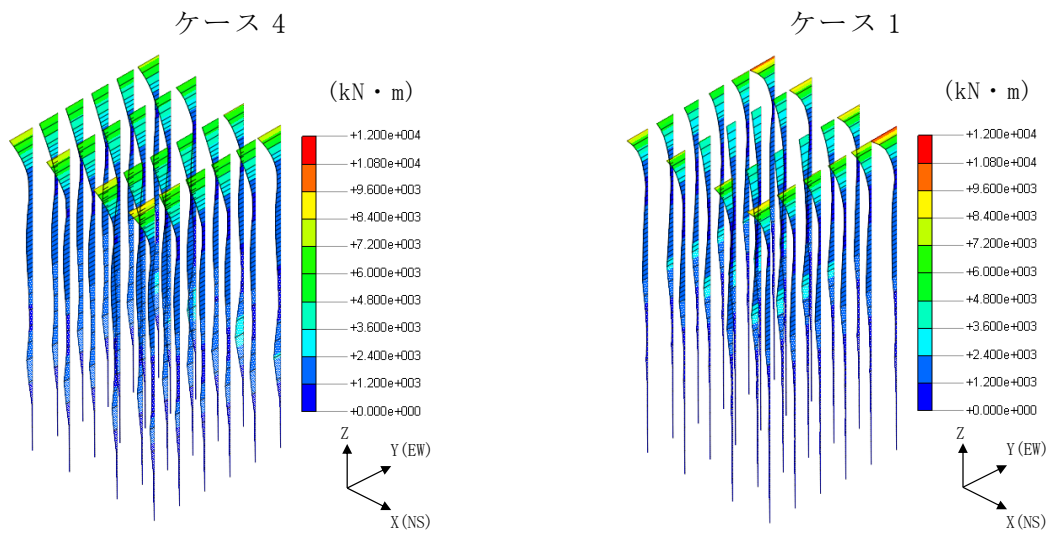 ケース 4
ケース 1
(kN・m)
+1.200e+004
+1.080e+004
+9.600e+003
+8.400e+003
+7.200e+003
+6.000e+003
+4.800e+003
+3.600e+003
+2.400e+003
+1.200e+003
+0.000e+000
Z
Y(EW)
X(NS)
(kN・m)
+1.200e+004
+1.080e+004
+9.600e+003
+8.400e+003
+7.200e+003
+6.000e+003
+4.800e+003
+3.600e+003
+2.400e+003
+1.200e+003
+0.000e+000
Z
Y(EW)
X(NS)